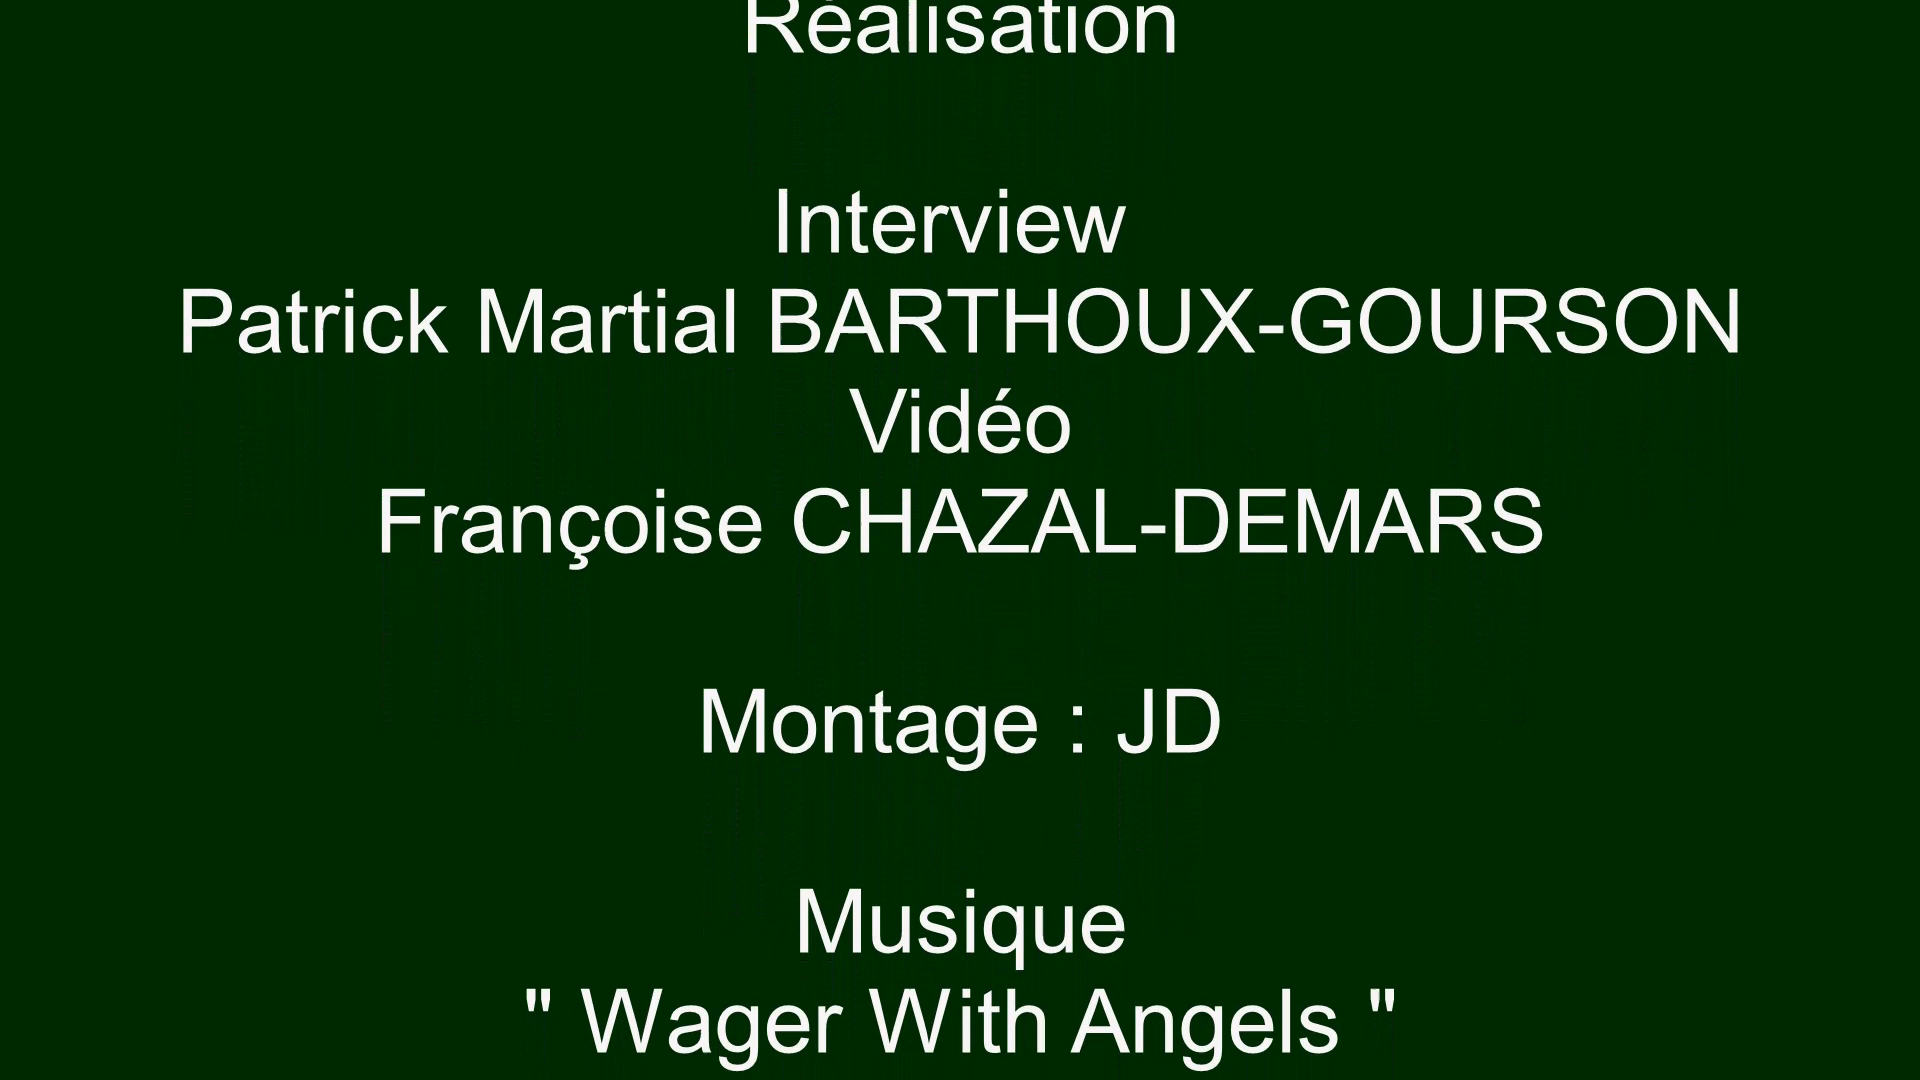 Réalisation
Interview
Patrick Martial BARTHOUX-GOURSON
Vidéo
Françoise CHAZAL-DEMARS
Montage : JD
Musique
" Wager With Angels "